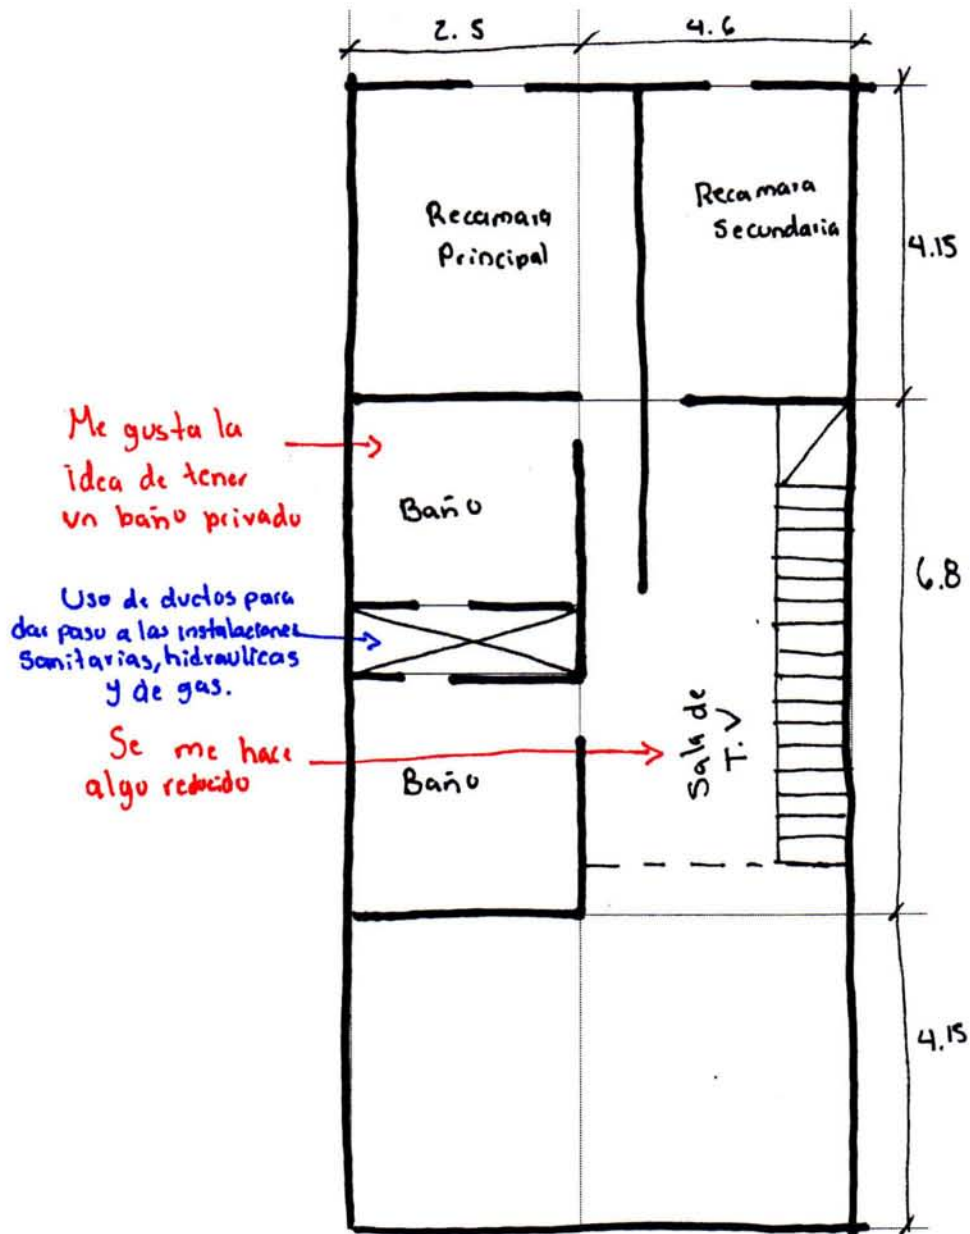 2.5
4.6
Recamara
Principal
Recamara
Secundaria
4.15
Me gusta la
idea de tener
un baño privado
Baño
6.8
Uso de ductos para
dar paso a las instalaciones
sanitarias, hidraulicas
y de gas.
Se me hace
algo reducido
Sala de
T.V
Baño
4.15